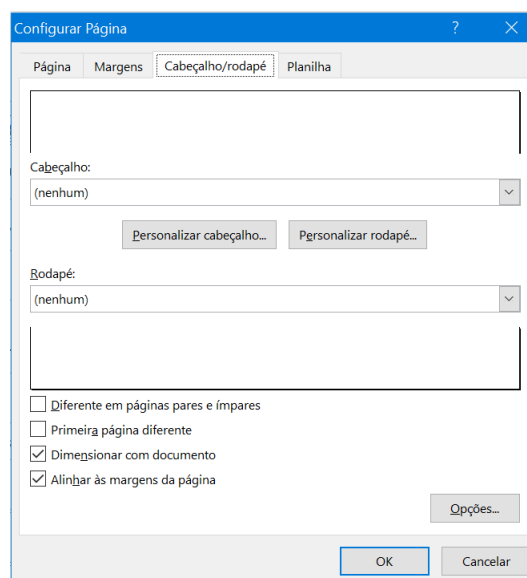 Configurar Página ?
Página Margens Cabeçalho/rodapé Planilha
Cabeçalho:
(nenhum)
Personalizar cabeçalho... Personalizar rodapé...
Rodapé:
(nenhum)
Diferente em páginas pares e ímpares
Primeira página diferente
Dimensionar com documento
Alinhar às margens da página
Opções...
OK Cancelar